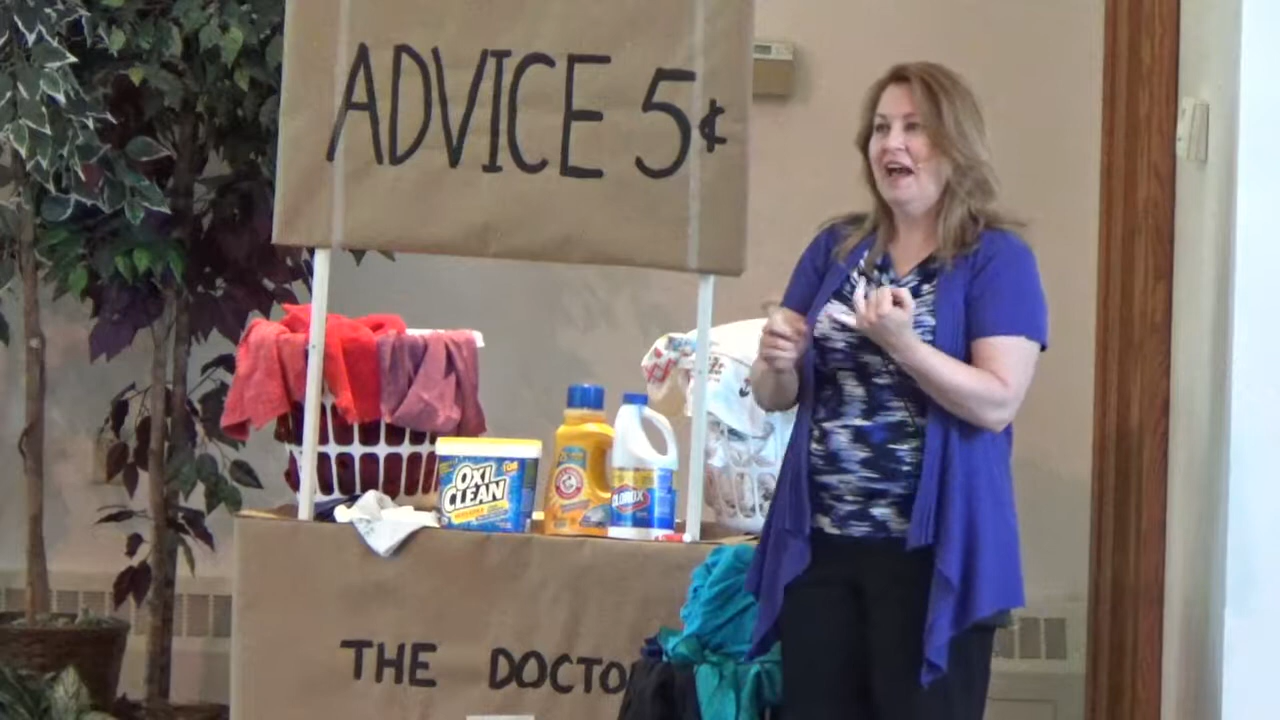 ADVICE 5¢
OXI
CLEAN
CLOROX
THE DOCTO